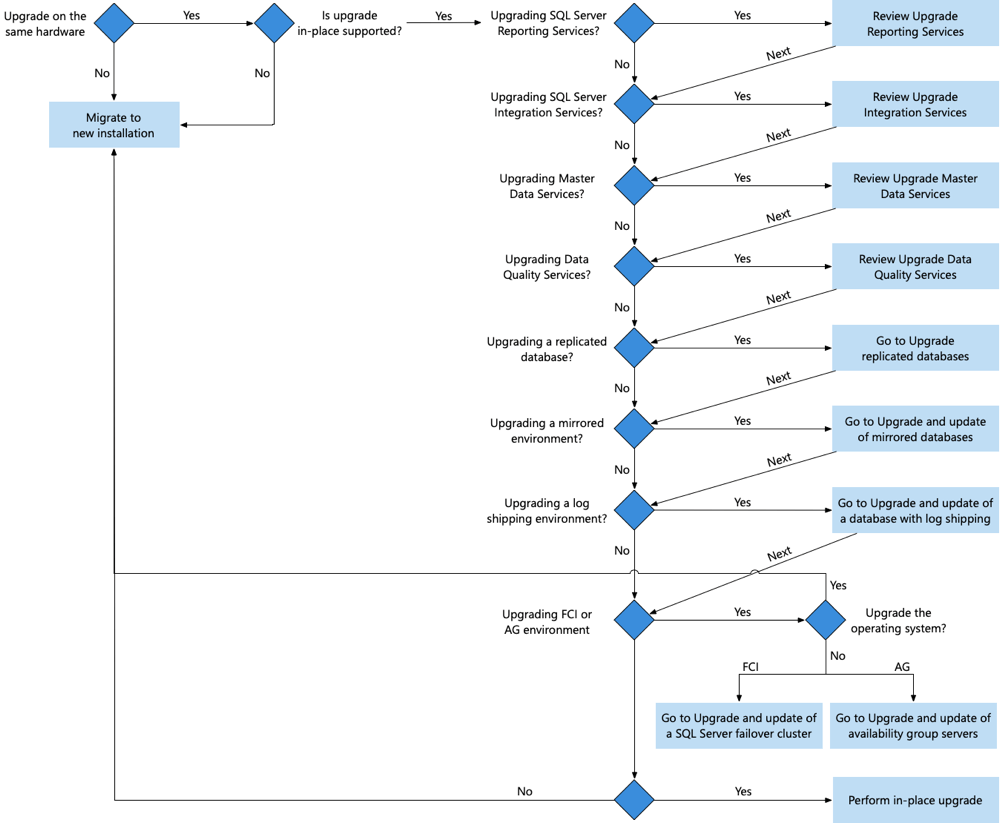 Upgrade on the
same hardware
Yes
Is upgrade
in-place supported?
Yes
Upgrading SQL Server
Reporting Services?
Yes
Review Upgrade
Reporting Services
No
No
No
Next
Migrate to
new installation
Upgrading SQL Server
Integration Services?
Yes
Review Upgrade
Integration Services
No
Next
Upgrading Master
Data Services?
Yes
Review Upgrade Master
Data Services
No
Next
Upgrading Data
Quality Services?
Yes
Review Upgrade Data
Quality Services
No
Next
Upgrading a replicated
database?
Yes
Go to Upgrade
replicated databases
No
Next
Upgrading a mirrored
environment?
Yes
Go to Upgrade and update
of mirrored databases
No
Next
Upgrading a log
shipping environment?
Yes
Go to Upgrade and update of
a database with log shipping
No
Next
Yes
Upgrading FCI or
AG environment
Yes
Upgrade the
operating system?
No
FCI
AG
Go to Upgrade and update of
a SQL Server failover cluster
Go to Upgrade and update of
availability group servers
No
Yes
Perform in-place upgrade